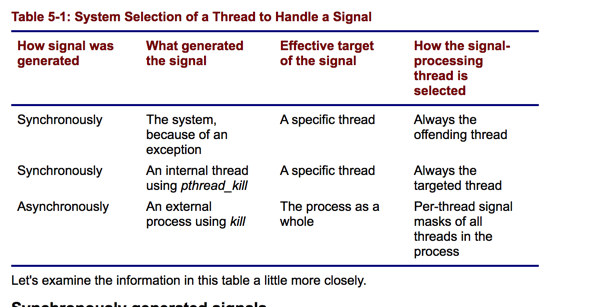 Table 5-1: System Selection of a Thread to Handle a Signal
How signal was generated What generated the signal Effective target of the signal How the signal-processing thread is selected
Synchronously The system, because of an exception A specific thread Always the offending thread
Synchronously An internal thread using pthread_kill A specific thread Always the targeted thread
Asynchronously An external process using kill The process as a whole Per-thread signal masks of all threads in the process
Let's examine the information in this table a little more closely.
Synchronously generated signals